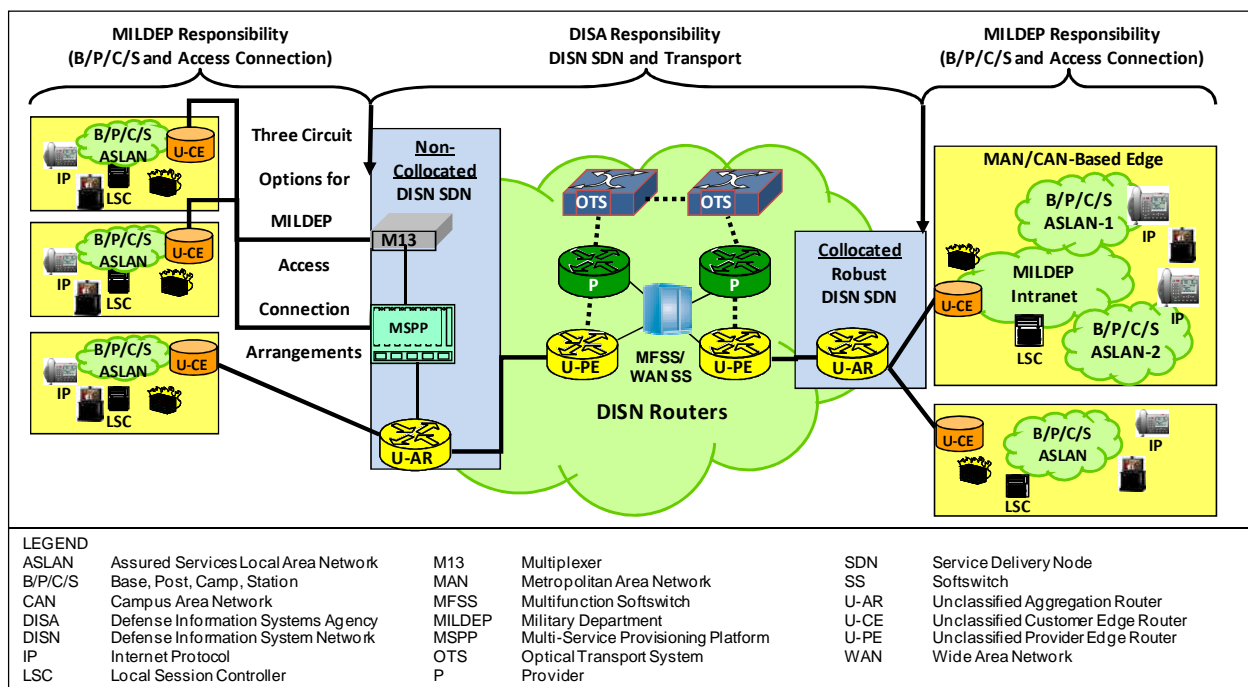 MILDEP Responsibility
(B/P/C/S and Access Connection)
DISA Responsibility
DISN SDN and Transport
MILDEP Responsibility
(B/P/C/S and Access Connection)
B/P/C/S
ASLAN
U-CE
IP
LSC
B/P/C/S
ASLAN
U-CE
IP
LSC
B/P/C/S
ASLAN
U-CE
IP
LSC
Three Circuit
Options for
MILDEP
Access
Connection
Arrangements
Non-
Collocated
DISN SDN
M13
MSPP
U-AR
OTS
OTS
P
P
U-PE
U-PE
MFSS/
WAN SS
DISN Routers
Collocated
Robust
DISN SDN
U-AR
MAN/CAN-Based Edge
B/P/C/S
ASLAN-1
IP
MILDEP
Intranet
U-CE
LSC
IP
B/P/C/S
ASLAN-2
U-CE
B/P/C/S
ASLAN
IP
LSC
LEGEND
ASLAN Assured Services Local Area Network
B/P/C/S Base, Post, Camp, Station
CAN Campus Area Network
DISA Defense Information Systems Agency
DISN Defense Information System Network
IP Internet Protocol
LSC Local Session Controller
M13 Multiplexer
MAN Metropolitan Area Network
MFSS Multifunction Softswitch
MILDEP Military Department
MSPP Multi-Service Provisioning Platform
OTS Optical Transport System
P Provider
SDN Service Delivery Node
SS Softswitch
U-AR Unclassified Aggregation Router
U-CE Unclassified Customer Edge Router
U-PE Unclassified Provider Edge Router
WAN Wide Area Network